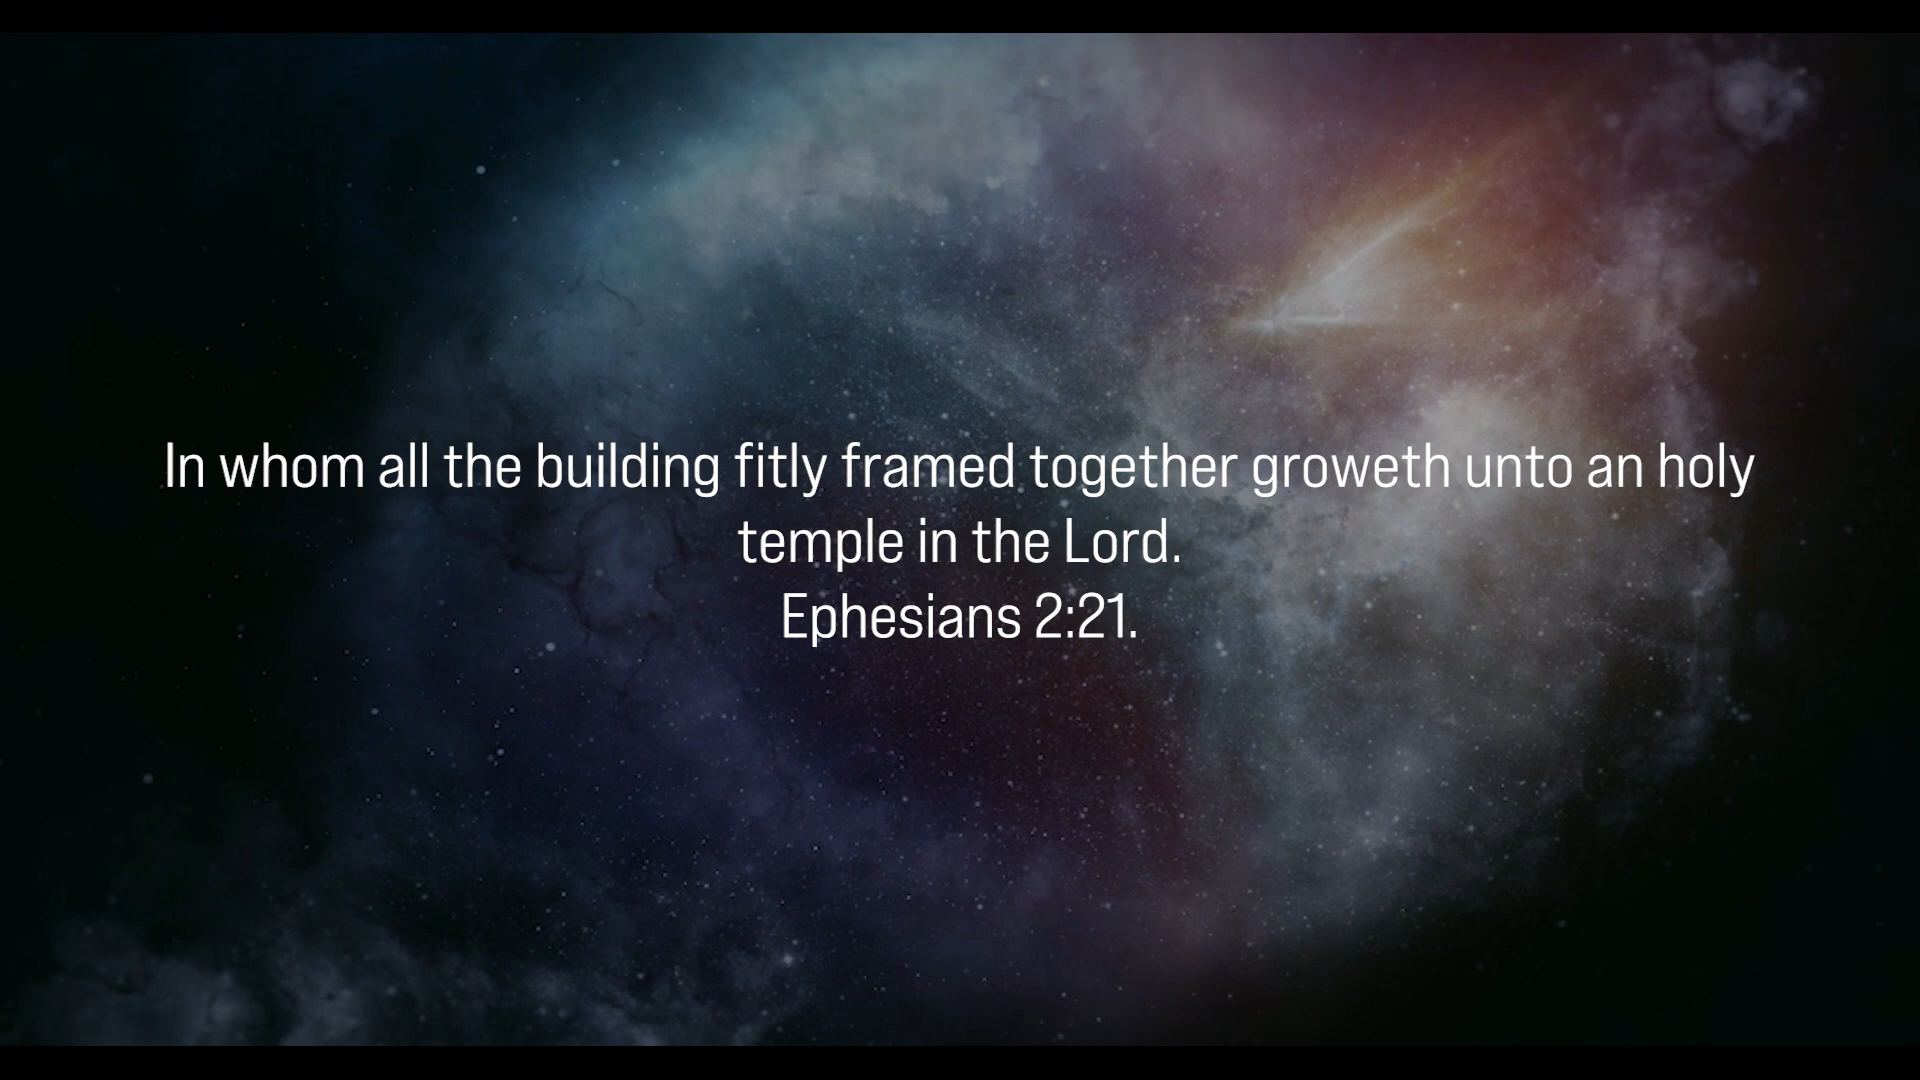 In whom all the building fitly framed together groweth unto an holy
temple in the Lord.
Ephesians 2:21.